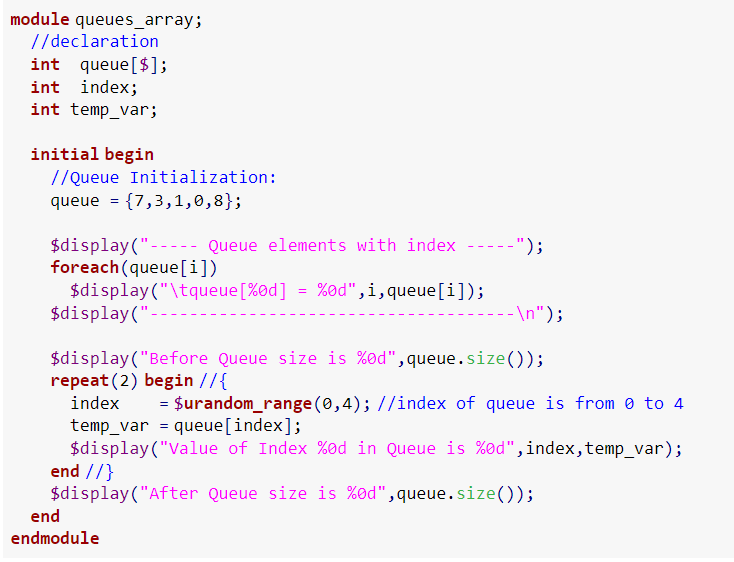 module queues_array;
  //declaration
  int  queue[$];
  int  index;
  int temp_var;

  initial begin
    //Queue Initialization:
    queue = {7,3,1,0,8};

    $display("----- Queue elements with index -----");
    foreach(queue[i])
      $display("\tqueue[%0d] = %0d",i,queue[i]);
    $display("-------------------------------------\n");

    $display("Before Queue size is %0d",queue.size());
    repeat(2) begin //{
      index    = $urandom_range(0,4); //index of queue is from 0 to 4
      temp_var = queue[index];
      $display("Value of Index %0d in Queue is %0d",index,temp_var);
    end //}
    $display("After Queue size is %0d",queue.size());
  end
endmodule